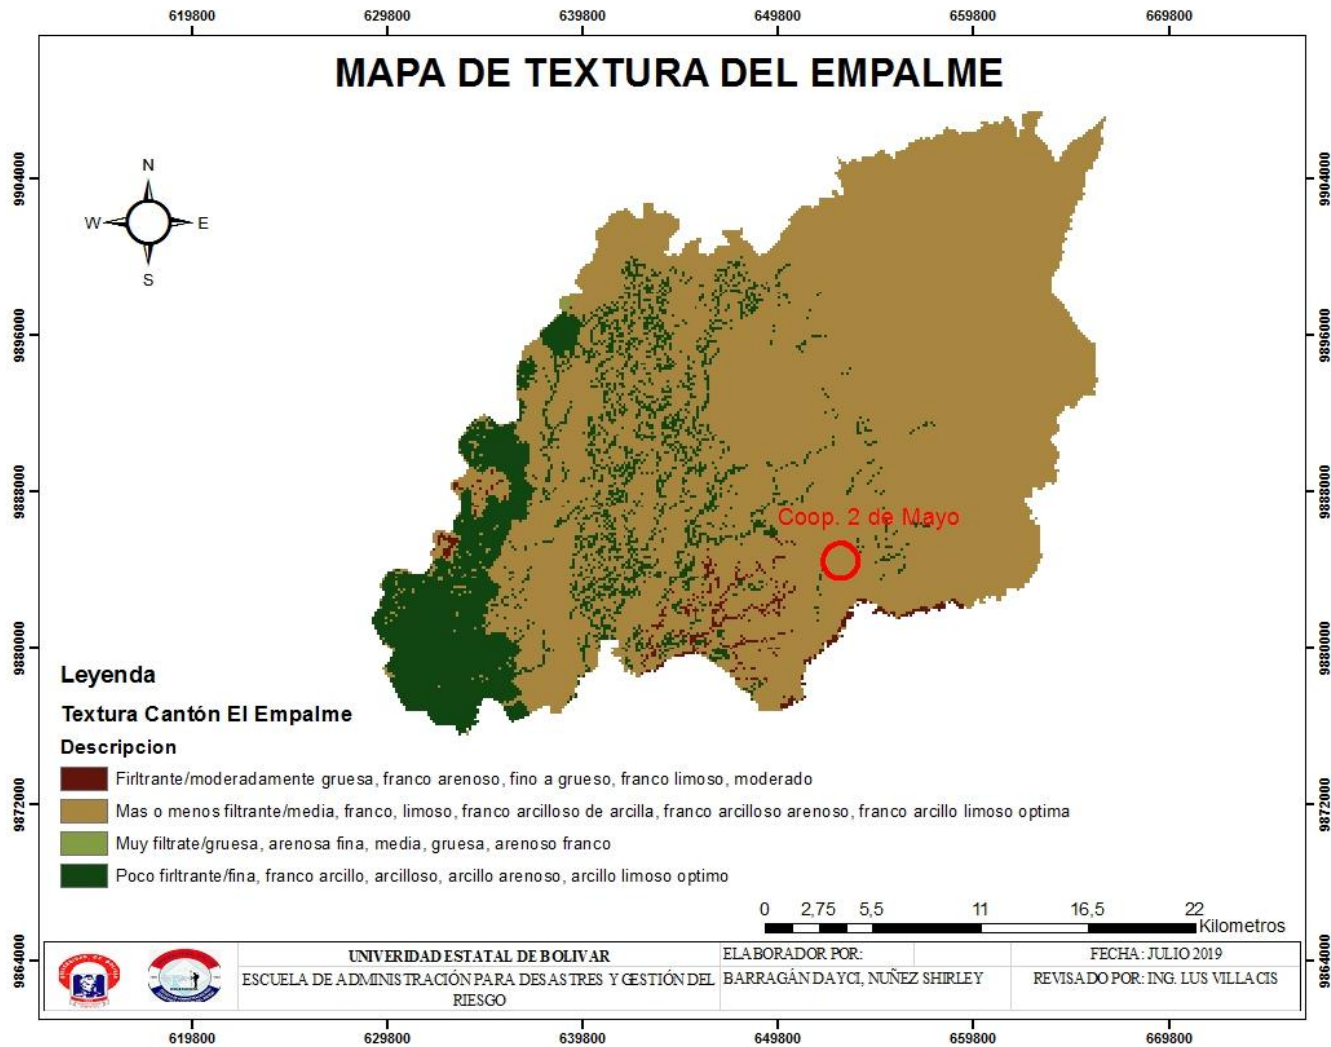 619800 629800 639800 649800 659800 669800
MAPA DE TEXTURA DEL EMPALME
N
W E
S
9904000 9904000
9896000 9896000
9888000 9888000
Coop. 2 de Mayo
9880000 9880000
Leyenda
Textura Cantón El Empalme
Descripcion
Firltrante/moderadamente gruesa, franco arenoso, fino a grueso, franco limoso, moderado
Mas o menos filtrante/media, franco, limoso, franco arcilloso de arcilla, franco arcilloso arenoso, franco arcillo limoso optima
9872000 9872000
Muy filtrate/gruesa, arenosa fina, media, gruesa, arenoso franco
Poco firltrante/fina, franco arcillo, arcilloso, arcillo arenoso, arcillo limoso optimo
0 2,75 5,5 11 16,5 22
Kilometros
9864000 9864000
UNIVERIDAD ESTATAL DE BOLIVAR
ESCUELA DE ADMINISTRACIÓN PARA DESASTRES Y GESTIÓN DEL
RIESGO
ELABORADOR POR:
BARRAGÁN DAYCI, NUÑEZ SHIRLEY
FECHA: JULIO 2019
REVISADO POR: ING. LUS VILLACIS
619800 629800 639800 649800 659800 669800